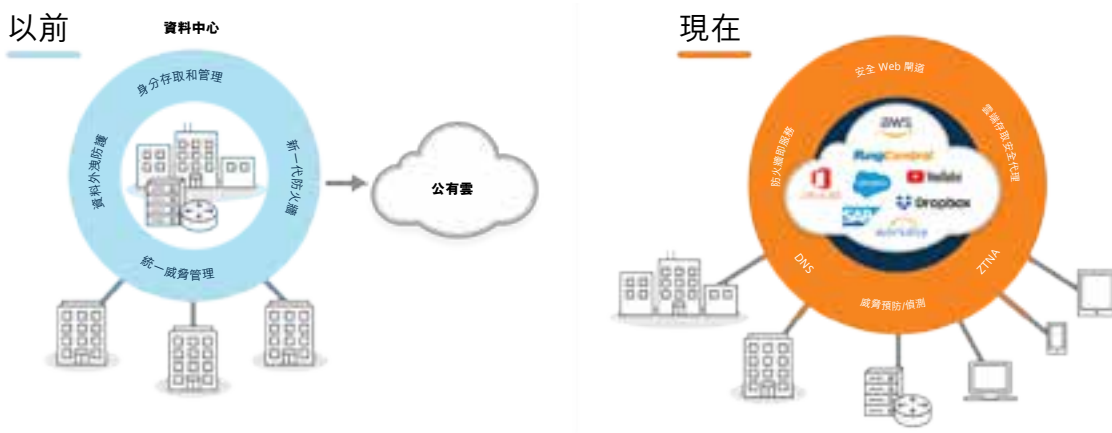 以前
資料中心
身分存取和管理
資料外洩防護
新一代防火牆
統一威脅管理
公有雲
現在
安全 Web 閘道
防火牆即服務
雲端存取安全代理
aws
RingCentral
YouTube
Dropbox
SAP
DNS
ZTNA
威脅預防/偵測